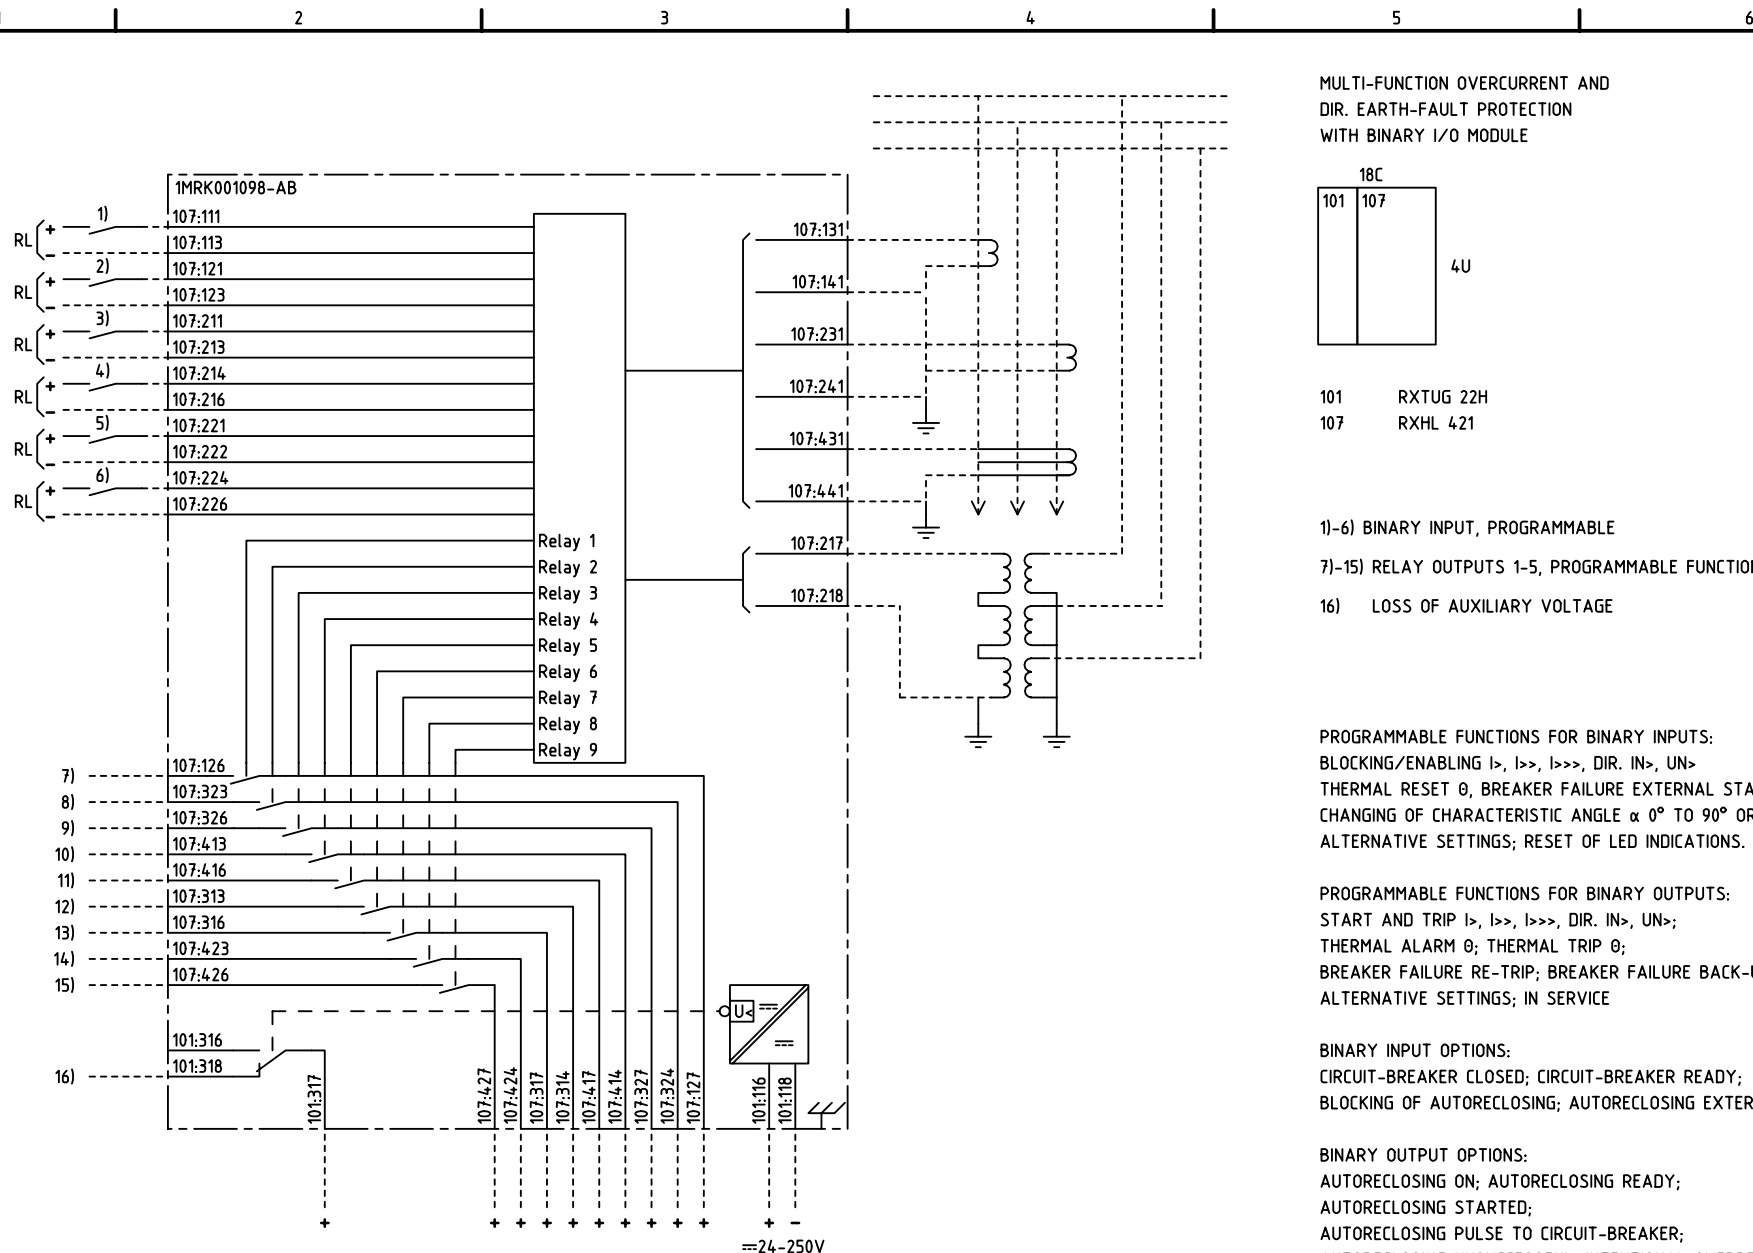 2 3 4 5 6
MULTI-FUNCTION OVERCURRENT AND
DIR. EARTH-FAULT PROTECTION
WITH BINARY I/O MODULE
18C
101 107
4U
101 RXTUG 22H
107 RXHL 421
1)-6) BINARY INPUT, PROGRAMMABLE
7)-15) RELAY OUTPUTS 1-5, PROGRAMMABLE
16) LOSS OF AUXILIARY VOLTAGE
PROGRAMMABLE FUNCTIONS FOR BINARY INPUTS:
BLOCKING/ENABLING I>, I>>, I>>>, DIR. IN>, UN>
THERMAL RESET θ, BREAKER FAILURE EXTERNAL
CHANGING OF CHARACTERISTIC ANGLE α 0° TO 90° OR
ALTERNATIVE SETTINGS; RESET OF LED INDICATIONS.
PROGRAMMABLE FUNCTIONS FOR BINARY OUTPUTS:
START AND TRIP I>, I>>, I>>>, DIR. IN>, UN>;
THERMAL ALARM θ; THERMAL TRIP θ;
BREAKER FAILURE RE-TRIP; BREAKER FAILURE
ALTERNATIVE SETTINGS; IN SERVICE
BINARY INPUT OPTIONS:
CIRCUIT-BREAKER CLOSED; CIRCUIT-BREAKER READY;
BLOCKING OF AUTORECLOSING; AUTORECLOSING
BINARY OUTPUT OPTIONS:
AUTORECLOSING ON; AUTORECLOSING READY;
AUTORECLOSING STARTED;
AUTORECLOSING PULSE TO CIRCUIT-BREAKER;
1MRK001098-AB
RL + 1) 107:111
- 107:113
RL + 2) 107:121
- 107:123
RL + 3) 107:211
- 107:213
RL + 4) 107:214
- 107:216
RL + 5) 107:221
- 107:222
RL + 6) 107:224
- 107:226
Relay 1
Relay 2
Relay 3
Relay 4
Relay 5
Relay 6
Relay 7
Relay 8
Relay 9
107:131
107:141
107:231
107:241
107:431
107:441
107:217
107:218
7) 107:126
8) 107:323
9) 107:326
10) 107:413
11) 107:416
12) 107:313
13) 107:316
14) 107:423
15) 107:426
101:316
16) 101:318
U<
101:317
107:427
107:424
107:317
107:314
107:417
107:414
107:327
107:324
107:127
101:116
101:118
+ + + + + + + + + + + -
24-250V